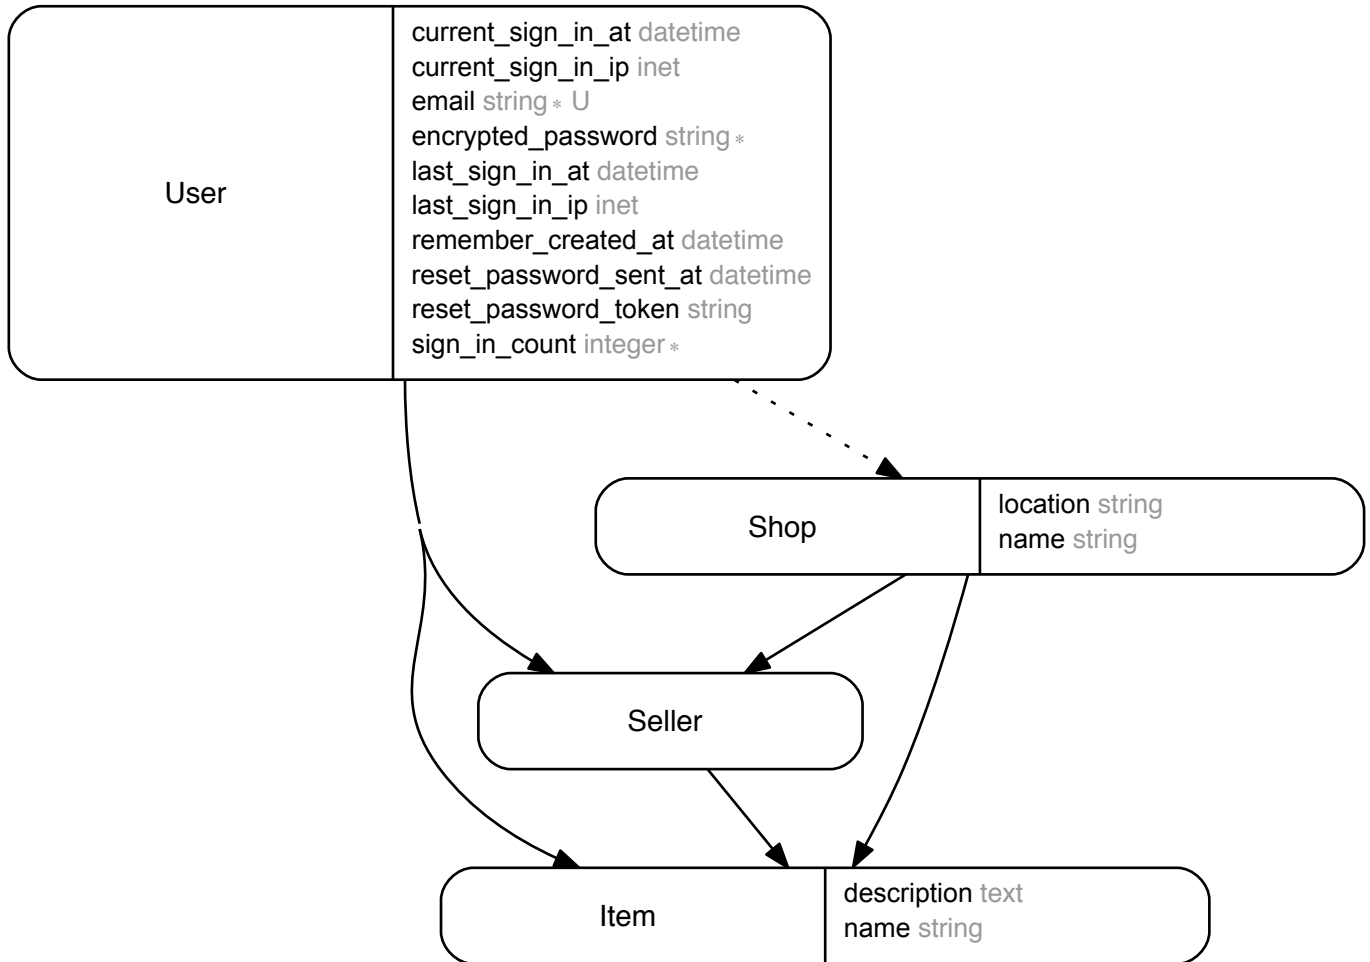 User
current_sign_in_at datetime
current_sign_in_ip inet
email string * U
encrypted_password string *
last_sign_in_at datetime
last_sign_in_ip inet
remember_created_at datetime
reset_password_sent_at datetime
reset_password_token string
sign_in_count integer *
Shop
location string
name string
Seller
Item
description text
name string